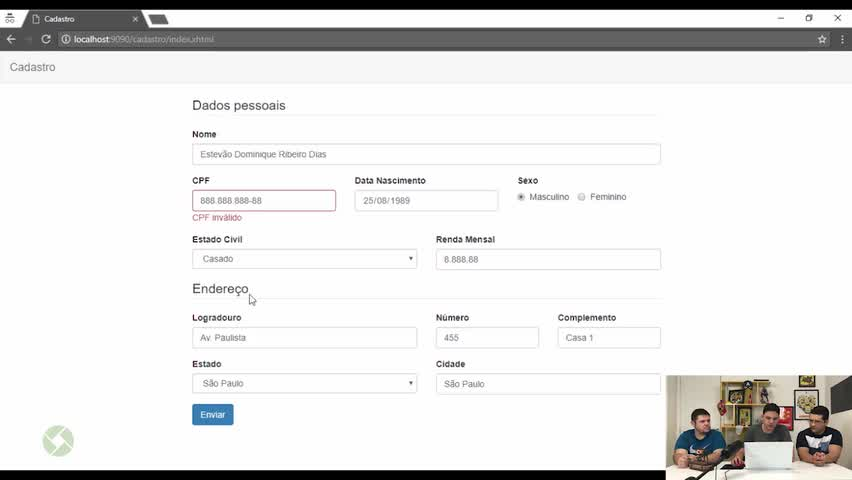 Cadastro
localhost:9090/cadastro/index.xhtml
Cadastro
Dados pessoais
Nome
Estevão Dominique Ribeiro Dias
CPF Data Nascimento Sexo
888.888.888-88 25/08/1989 Masculino Feminino
CPF inválido
Estado Civil Renda Mensal
Casado 8.888.88
Endereço
Logradouro Número Complemento
Av. Paulista 455 Casa 1
Estado Cidade
São Paulo São Paulo
Enviar